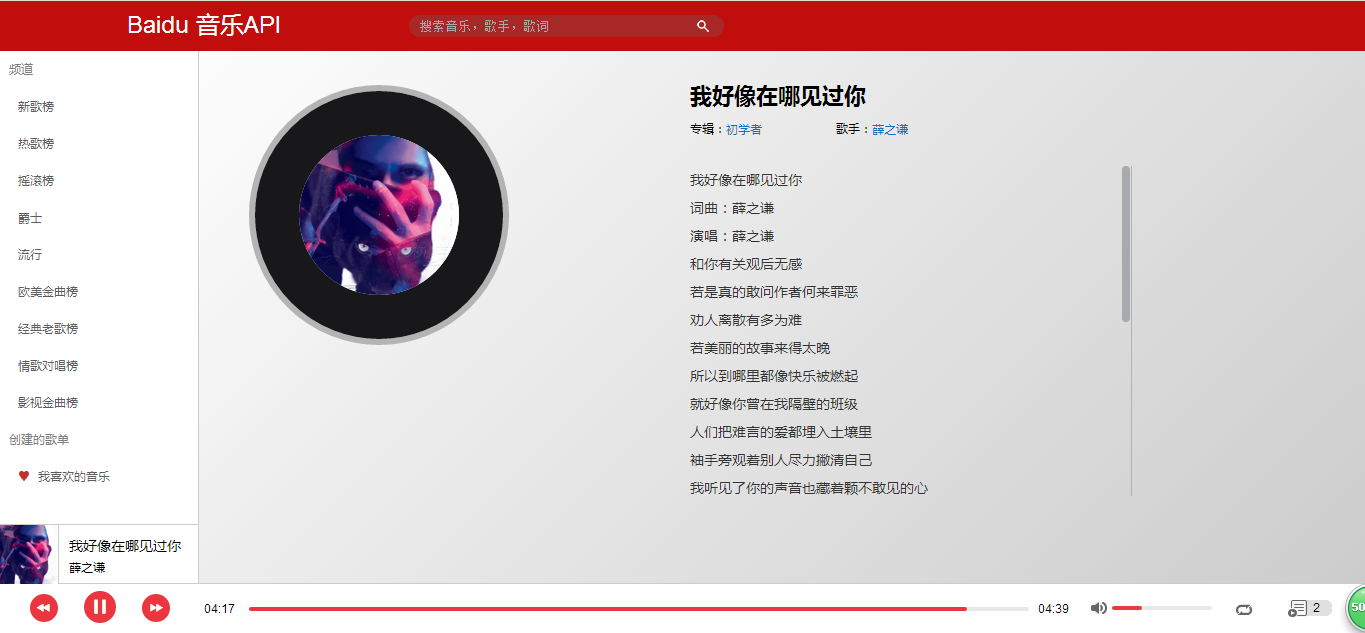 Baidu 音乐API
搜索音乐，歌手，歌词
频道
新歌榜
热歌榜
摇滚榜
爵士
流行
欧美金曲榜
经典老歌榜
情歌对唱榜
影视金曲榜
创建的歌单
我喜欢的音乐
我好像在哪见过你
专辑：初学者 歌手：薛之谦
我好像在哪见过你
词曲：薛之谦
演唱：薛之谦
和你有关观后无感
若是真的敢问作者何来罪恶
劝人离散有多为难
若美丽的故事来得太晚
所以到哪里都像快乐被燃起
就好像你曾在我隔壁的班级
人们把难言的爱都埋入土壤里
袖手旁观着别人尽力撇清自己
我听见了你的声音也藏着颗不敢见的心
我好像在哪见过你
薛之谦
04:17 04:39 2
50